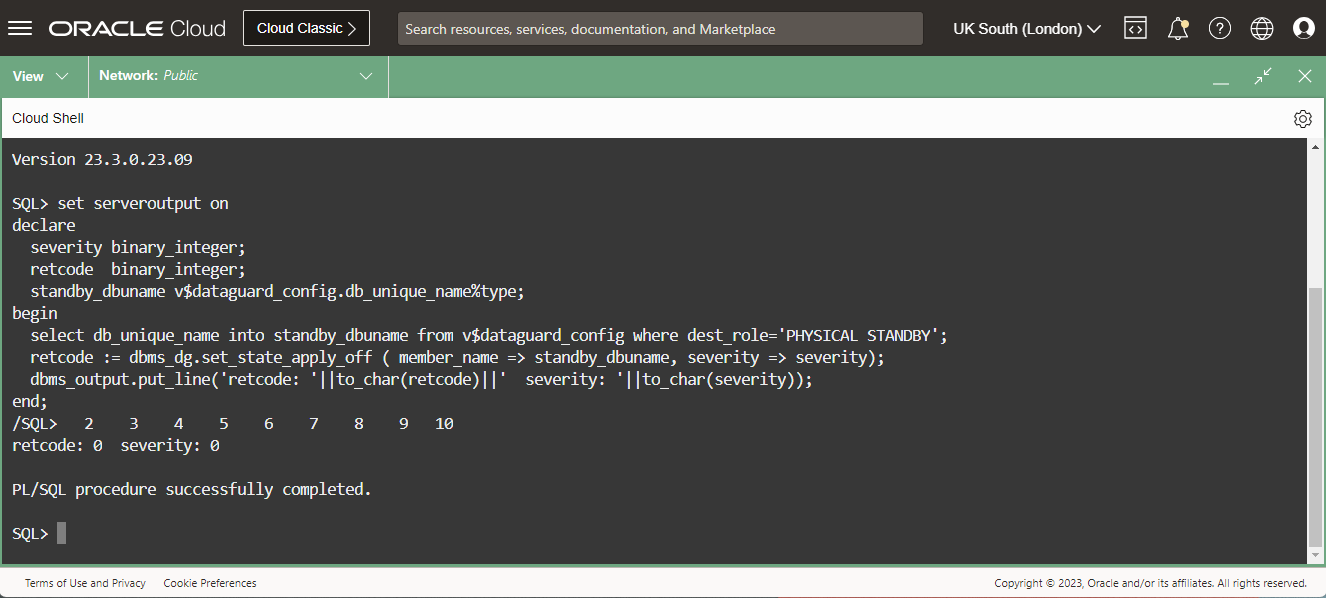 ORACLE Cloud
Cloud Classic
Search resources, services, documentation, and Marketplace
UK South (London)
View
Network: Public
Cloud Shell
Version 23.3.0.23.09
SQL> set serveroutput on
declare
  severity binary_integer;
  retcode  binary_integer;
  standby_dbuname v$dataguard_config.db_unique_name%type;
begin
  select db_unique_name into standby_dbuname from v$dataguard_config where dest_role='PHYSICAL STANDBY';
  retcode := dbms_dg.set_state_apply_off ( member_name => standby_dbuname, severity => severity);
  dbms_output.put_line('retcode: '||to_char(retcode)||'  severity: '||to_char(severity));
end;
/SQL>   2    3    4    5    6    7    8    9   10
retcode: 0  severity: 0
PL/SQL procedure successfully completed.
SQL>
Terms of Use and Privacy
Cookie Preferences
Copyright © 2023, Oracle and/or its affiliates. All rights reserved.